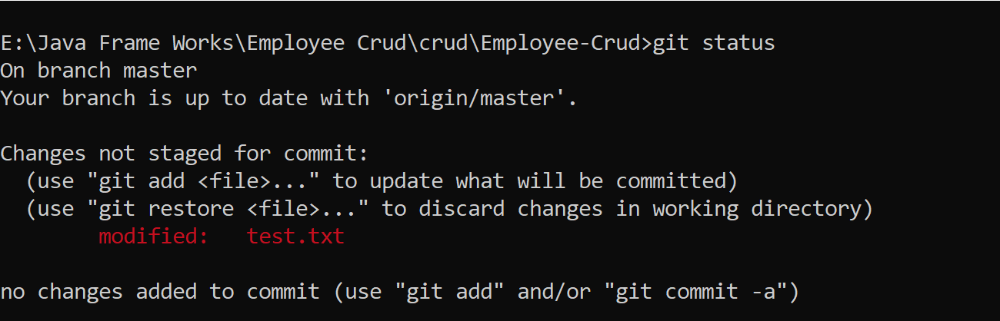 E:\Java Frame Works\Employee Crud\crud\Employee-Crud>git status
On branch master
Your branch is up to date with 'origin/master'.
Changes not staged for commit:
(use "git add <file>..." to update what will be committed)
(use "git restore <file>..." to discard changes in working directory)
modified:   test.txt
no changes added to commit (use "git add" and/or "git commit -a")